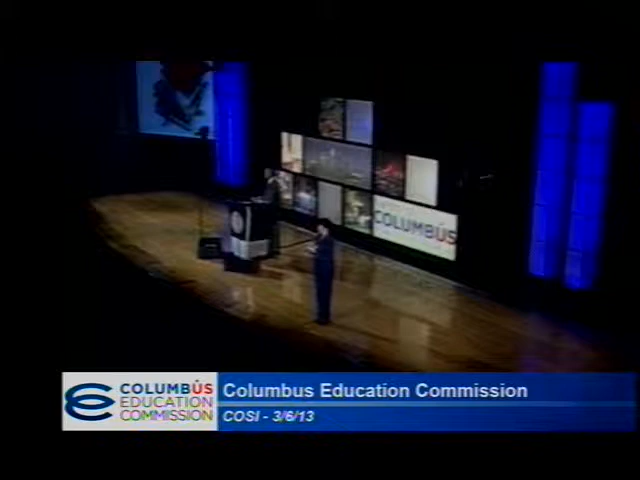 COLUMBUS
COLUMBUS
EDUCATION
COMMISSION
Columbus Education Commission
COSI - 3/6/13